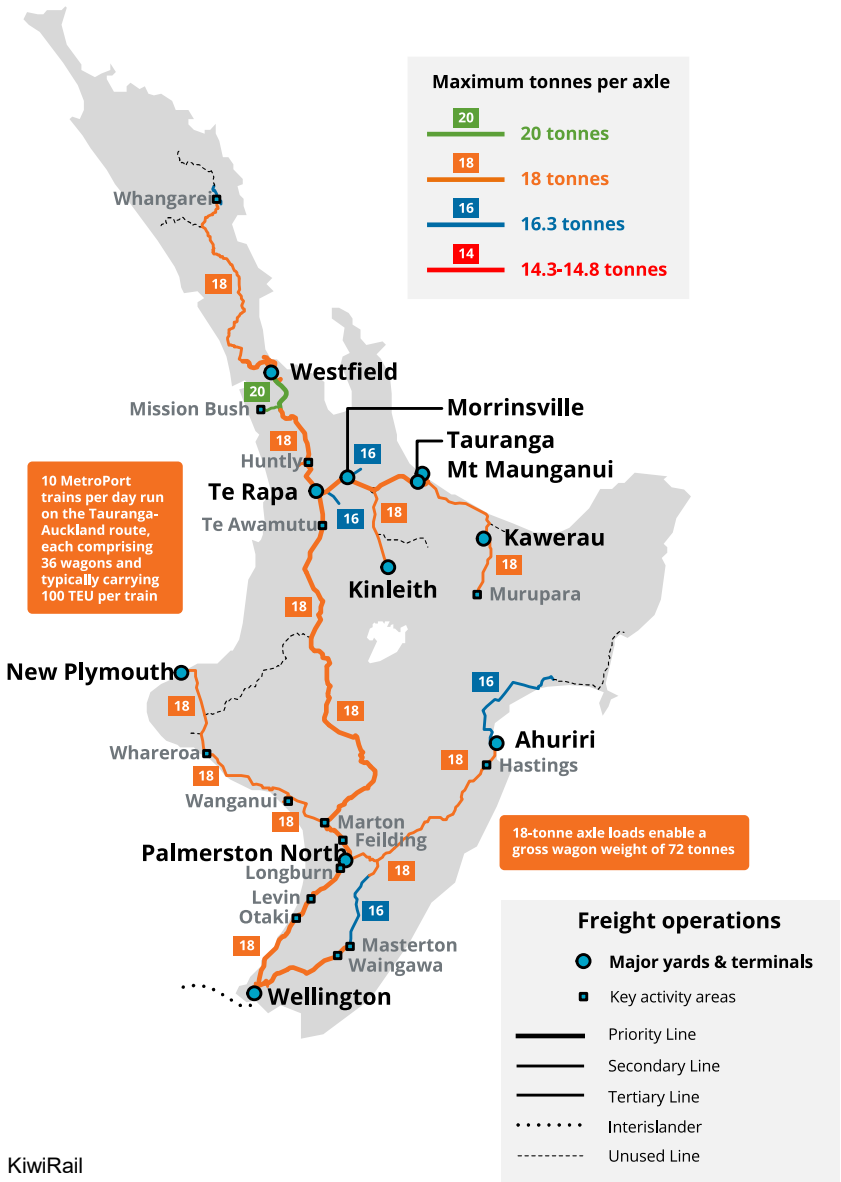 Maximum tonnes per axle
20
20 tonnes
18
18 tonnes
16
16.3 tonnes
14
14.3-14.8 tonnes
Whangarei
18
Westfield
20
Mission Bush
Morrinsville
Tauranga
18
16
Huntly
Mt Maunganui
Te Rapa
10 MetroPort
trains per day run
on the Tauranga-
Auckland route,
each comprising
36 wagons and
typically carrying
100 TEU per train
18
16
Te Awamutu
Kawerau
18
Kinleith
Murupara
18
New Plymouth
16
18
18
Ahuriri
Whareroa
18
Hastings
18
Wanganui
18
Marton
Feilding
18-tonne axle loads enable a
gross wagon weight of 72 tonnes
Palmerston North
Longburn
18
Levin
16
Otaki
18
Masterton
Waingawa
Wellington
Freight operations
Major yards & terminals
Key activity areas
Priority Line
Secondary Line
Tertiary Line
Interislander
Unused Line
KiwiRail